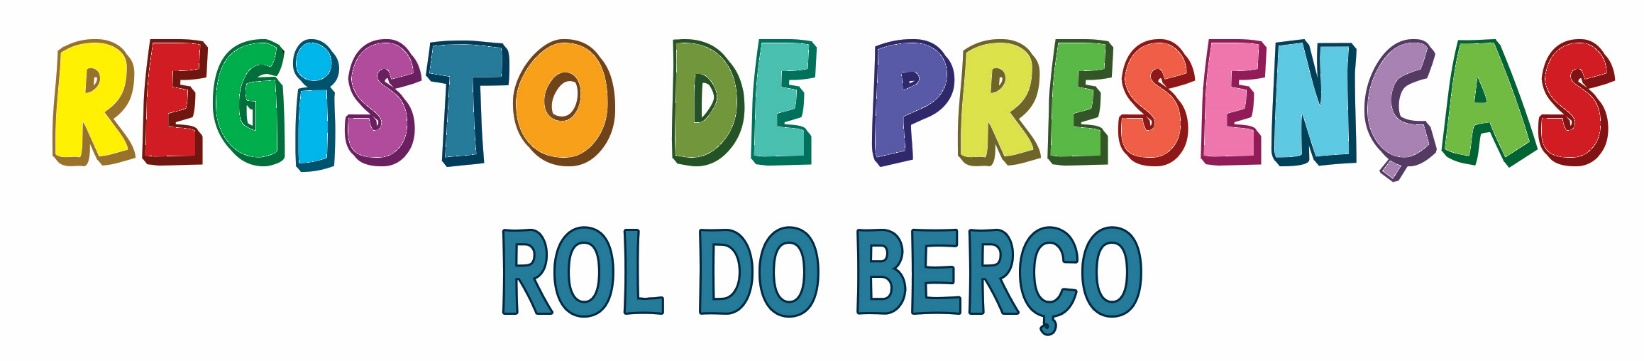 REGiSTO DE PRESENÇAS
ROL DO BERÇO